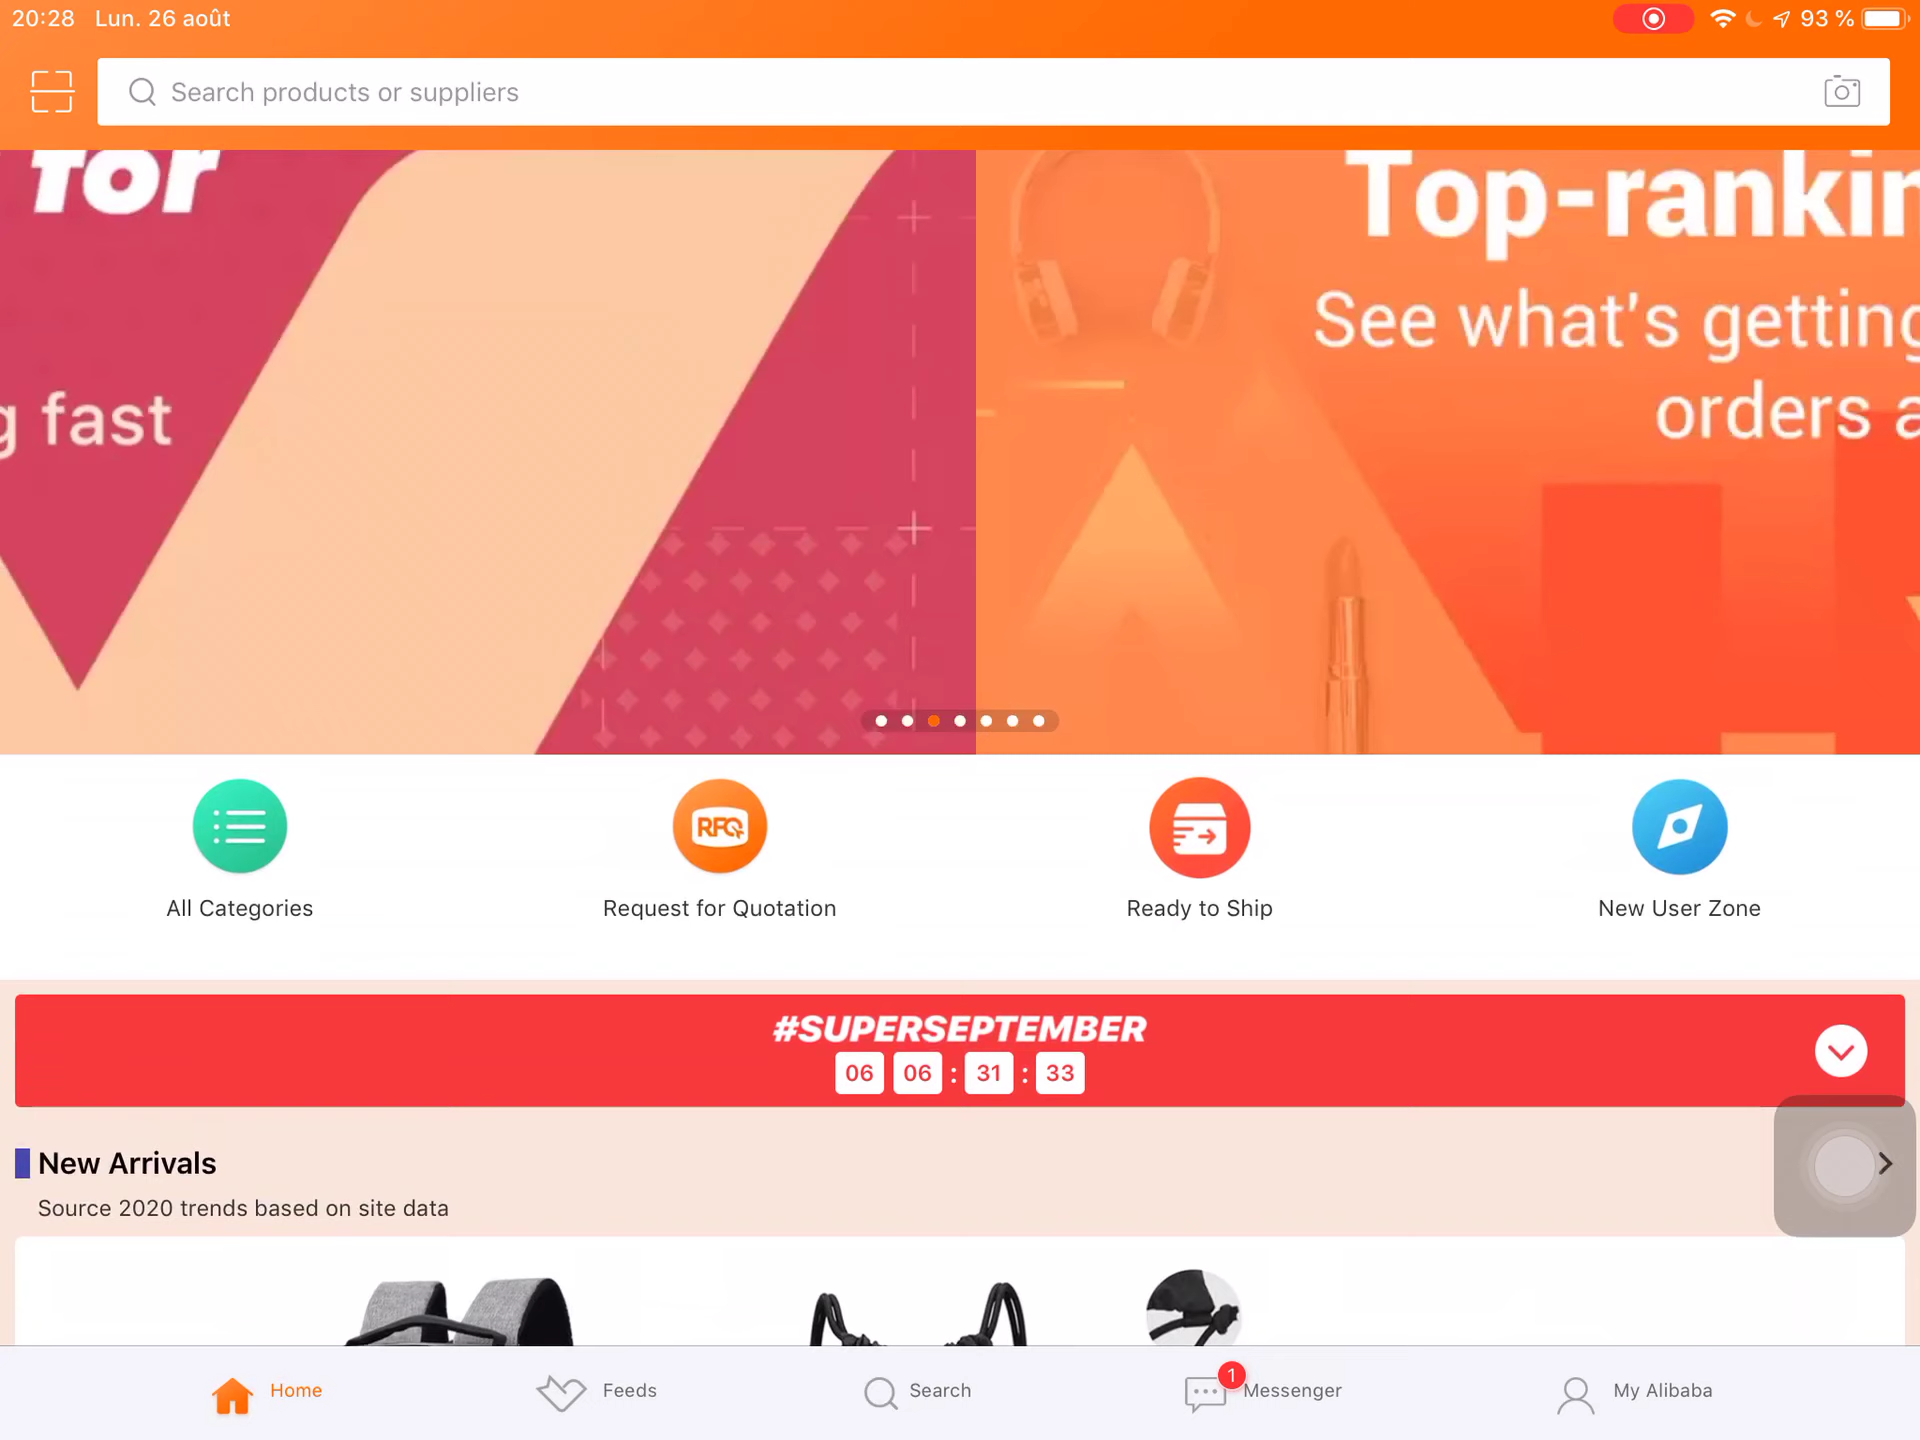 20:28 Lun. 26 août
93 %
Search products or suppliers
for
g fast
Top-rankin
See what's getting
orders a
All Categories
RFQ
Request for Quotation
Ready to Ship
New User Zone
#SUPERSEPTEMBER
06 06 : 31 : 33
New Arrivals
Source 2020 trends based on site data
Home
Feeds
Search
1
Messenger
My Alibaba